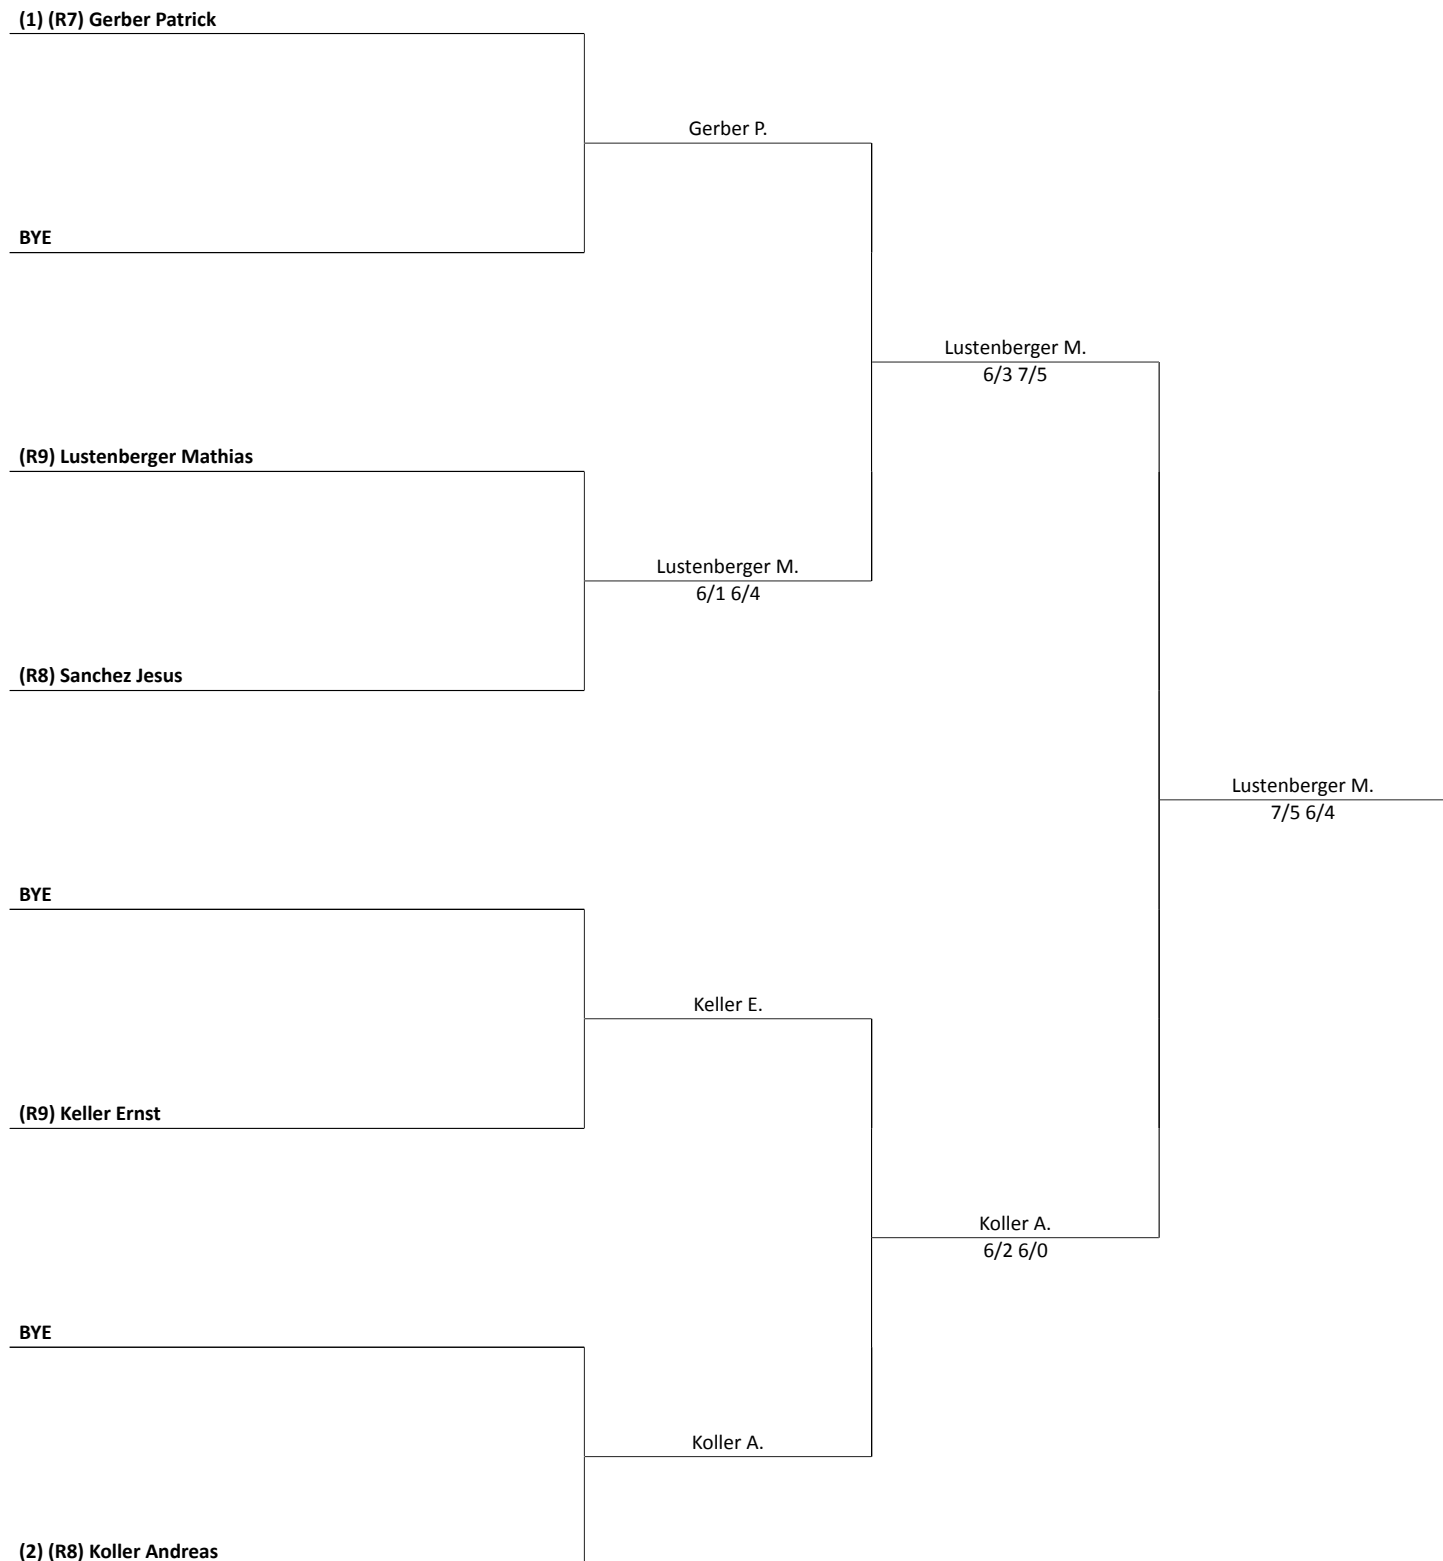 (1) (R7) Gerber Patrick
Gerber P.
BYE
Lustenberger M.
6/3 7/5
(R9) Lustenberger Mathias
Lustenberger M.
6/1 6/4
(R8) Sanchez Jesus
Lustenberger M.
7/5 6/4
BYE
Keller E.
(R9) Keller Ernst
Koller A.
6/2 6/0
BYE
Koller A.
(2) (R8) Koller Andreas